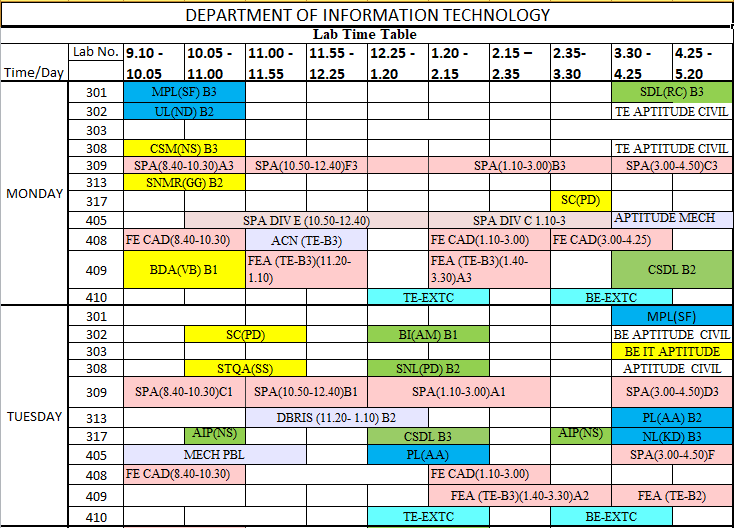 DEPARTMENT OF INFORMATION TECHNOLOGY
Lab Time Table
Time/Day Lab No. 9.10 - 10.05 10.05 - 11.00 11.00 - 11.55 11.55 - 12.25 12.25 - 1.20 1.20 - 2.15 2.15 – 2.35 2.35- 3.30 3.30 - 4.25 4.25 - 5.20
MONDAY
301 MPL(SF) B3 SDL(RC) B3
302 UL(ND) B2 TE APTITUDE CIVIL
303
308 CSM(NS) B3 TE APTITUDE CIVIL
309 SPA(8.40-10.30)A3 SPA(10.50-12.40)F3 SPA(1.10-3.00)B3 SPA(3.00-4.50)C3
313 SNMR(GG) B2
317 SC(PD)
405 SPA DIV E (10.50-12.40) SPA DIV C 1.10-3 APTITUDE MECH
408 FE CAD(8.40-10.30) ACN (TE-B3) FE CAD(1.10-3.00) FE CAD(3.00-4.25)
409 BDA(VB) B1 FEA (TE-B3)(11.20-1.10) FEA (TE-B3)(1.40-3.30)A3 CSDL B2
410 TE-EXTC BE-EXTC
TUESDAY
301 MPL(SF)
302 SC(PD) BI(AM) B1 BE APTITUDE CIVIL
303 BE IT APTITUDE
308 STQA(SS) SNL(PD) B2 APTITUDE CIVIL
309 SPA(8.40-10.30)C1 SPA(10.50-12.40)B1 SPA(1.10-3.00)A1 SPA(3.00-4.50)D3
313 DBRIS (11.20- 1.10) B2 PL(AA) B2
317 AIP(NS) CSDL B3 AIP(NS) NL(KD) B3
405 MECH PBL PL(AA) SPA(3.00-4.50)F
408 FE CAD(8.40-10.30) FE CAD(1.10-3.00)
409 FEA (TE-B3)(1.40-3.30)A2 FEA (TE-B2)
410 TE-EXTC BE-EXTC